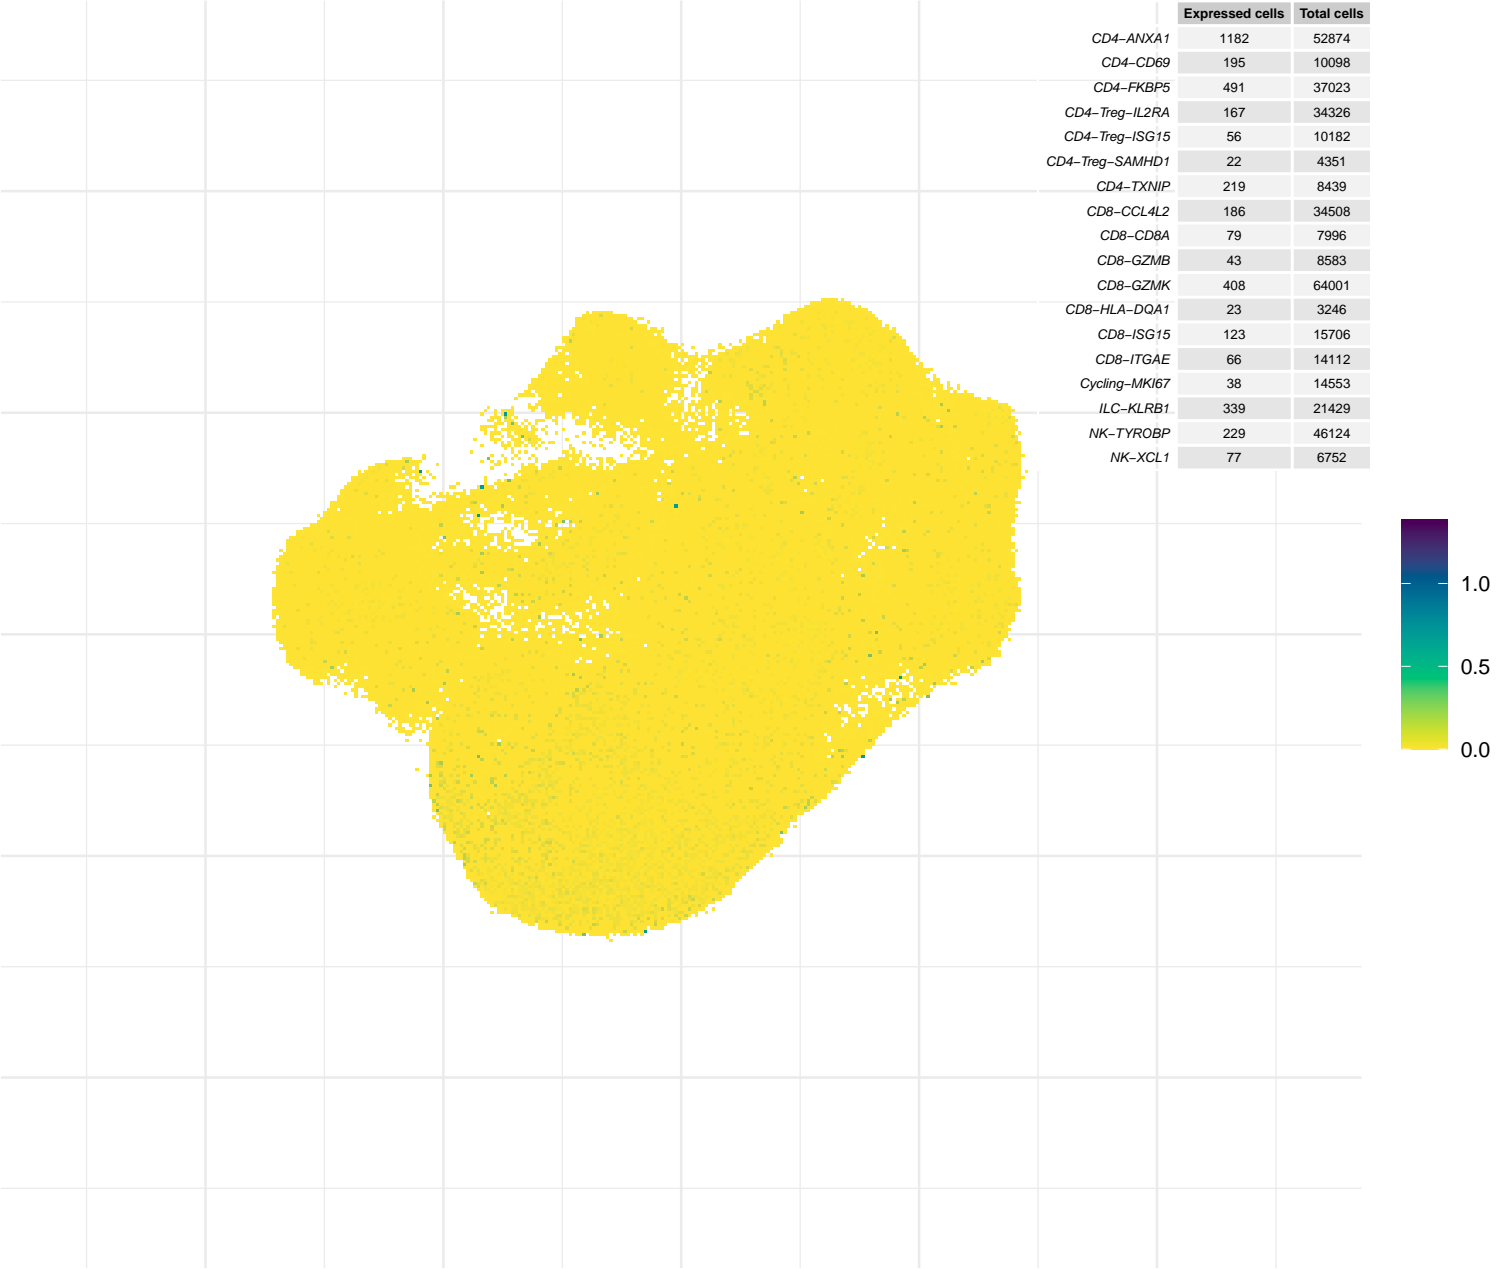 Expressed cells Total cells
CD4−ANXA1 1182 52874
CD4−CD69 195 10098
CD4−FKBP5 491 37023
CD4−Treg−IL2RA 167 34326
CD4−Treg−ISG15 56 10182
CD4−Treg−SAMHD1 22 4351
CD4−TXNIP 219 8439
CD8−CCL4L2 186 34508
CD8−CD8A 79 7996
CD8−GZMB 43 8583
CD8−GZMK 408 64001
CD8−HLA−DQA1 23 3246
CD8−ISG15 123 15706
CD8−ITGAE 66 14112
Cycling−MKI67 38 14553
ILC−KLRB1 339 21429
NK−TYROBP 229 46124
NK−XCL1 77 6752
1.0
0.5
0.0